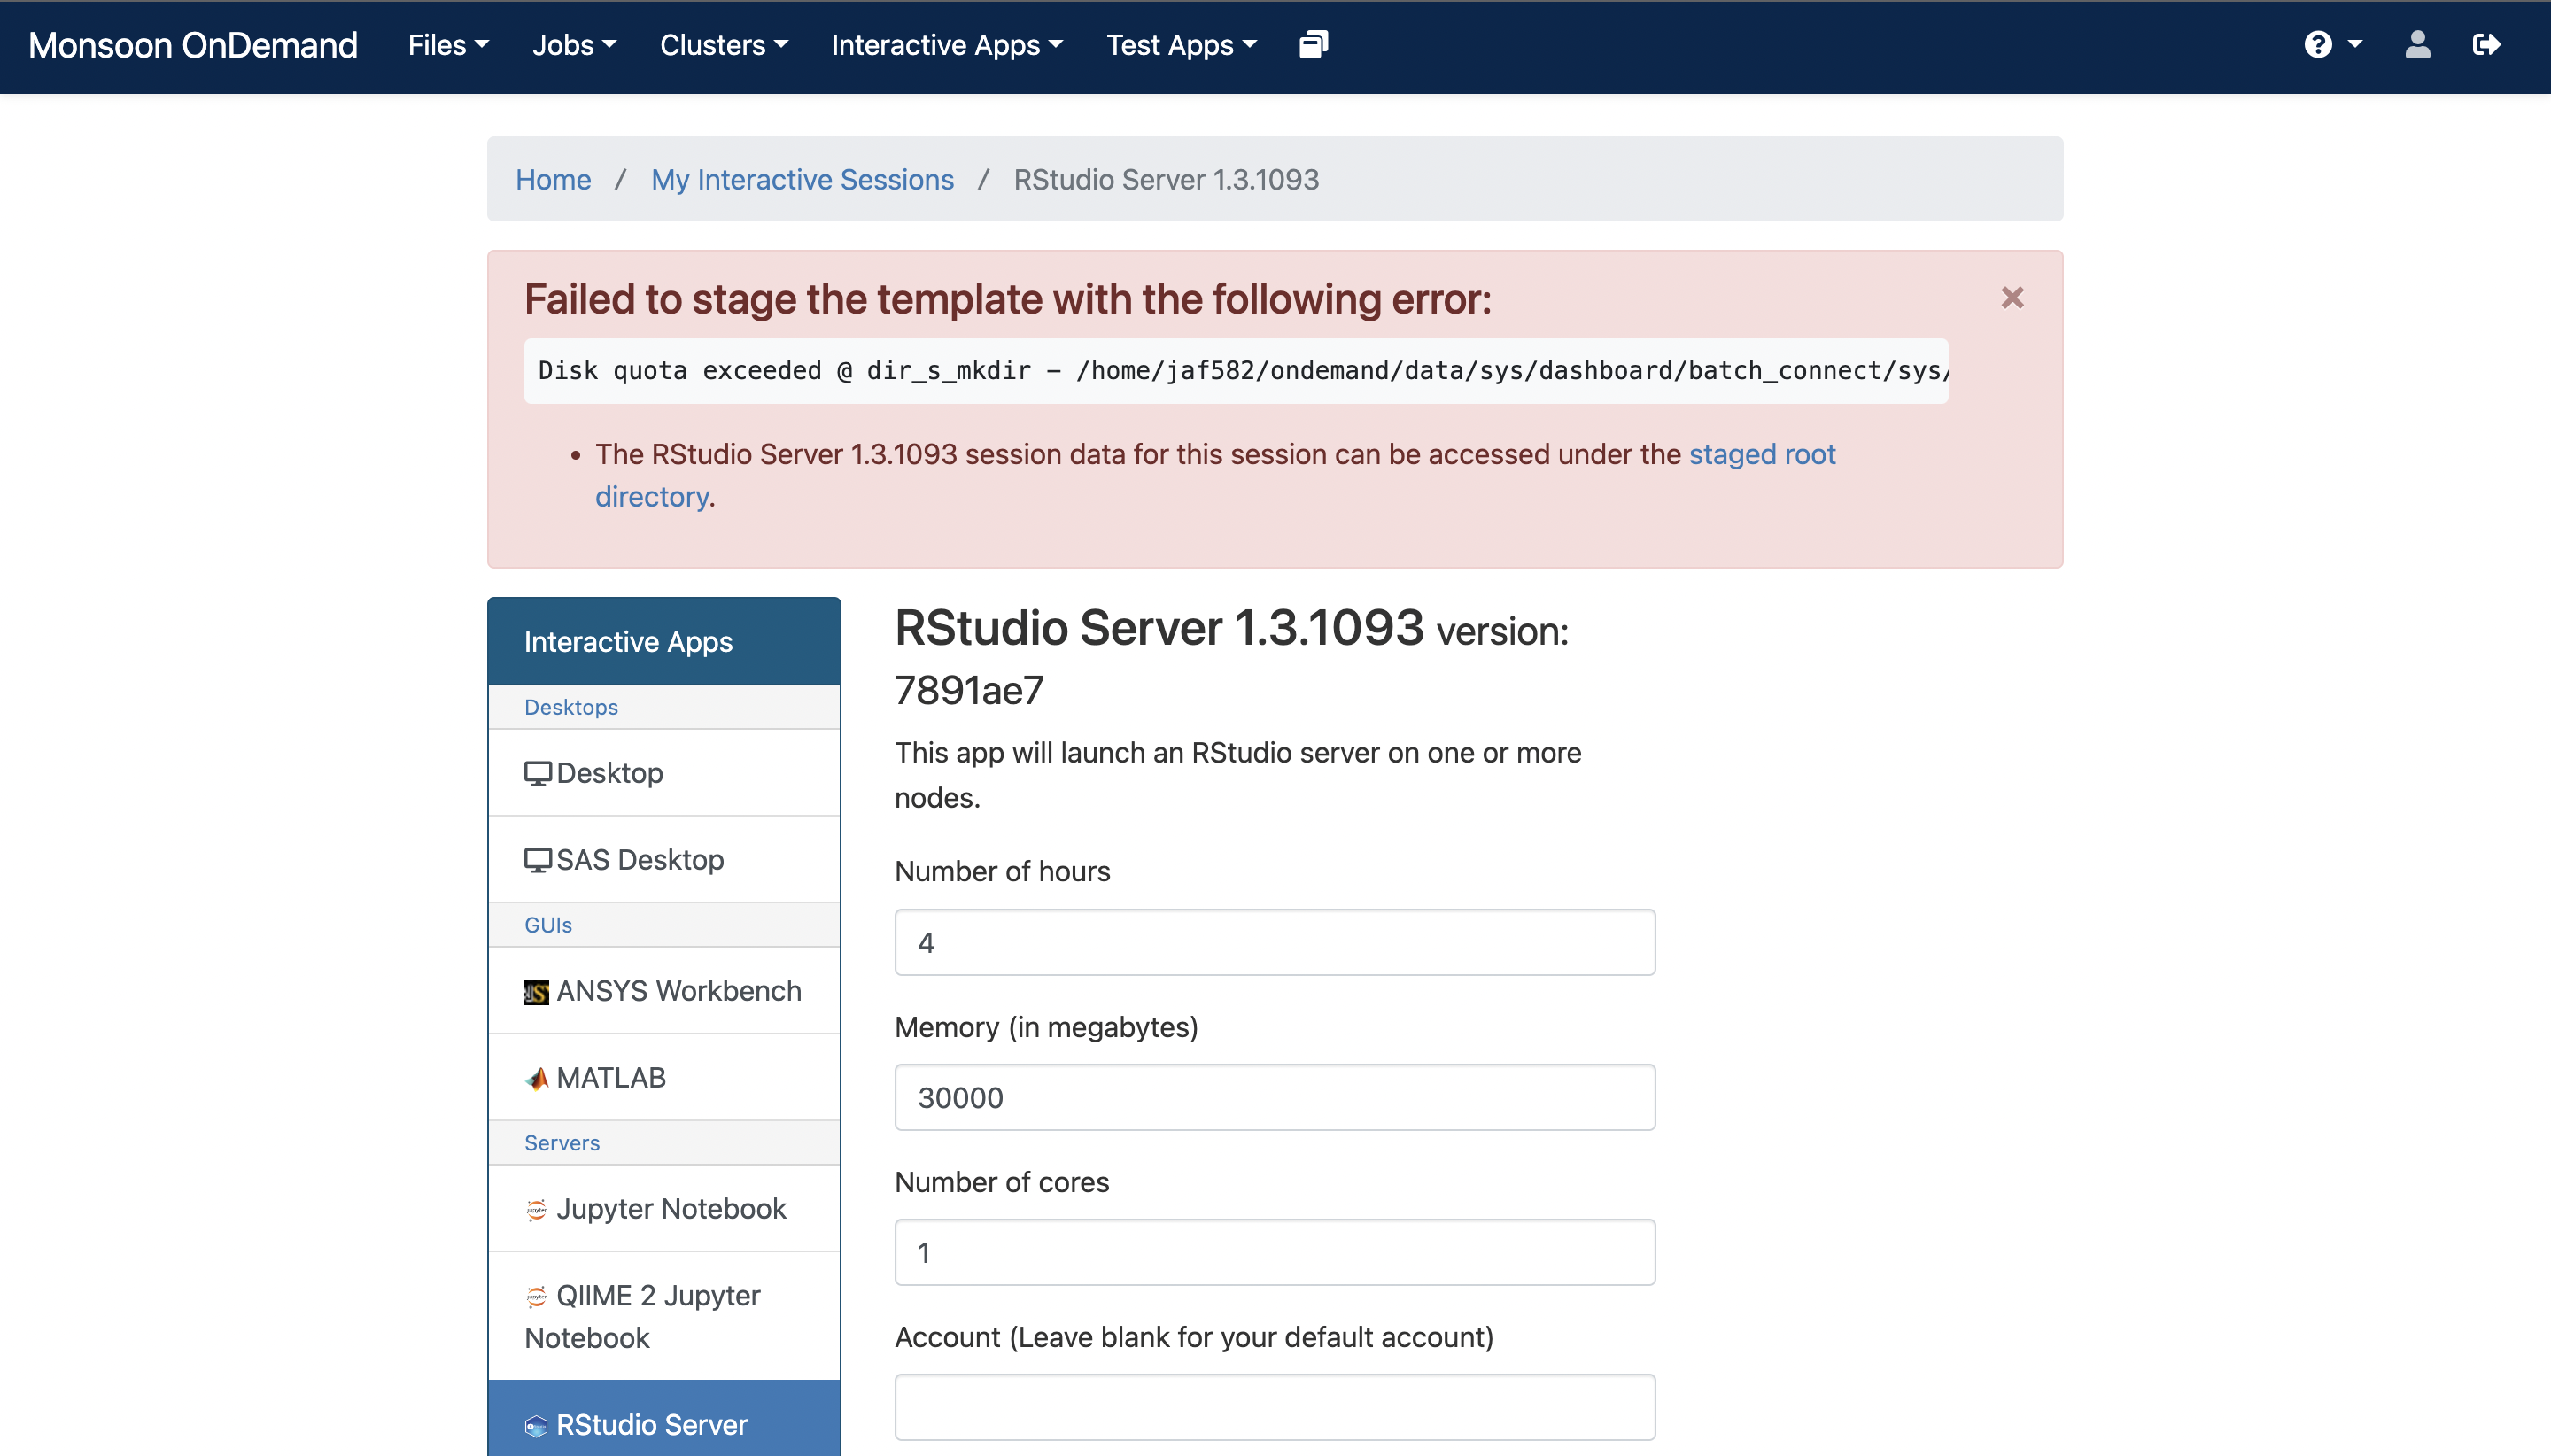 Monsoon OnDemand Files Jobs Clusters Interactive Apps Test Apps
Home / My Interactive Sessions / RStudio Server 1.3.1093
Failed to stage the template with the following error:
×
Disk quota exceeded @ dir_s_mkdir - /home/jaf582/ondemand/data/sys/dashboard/batch_connect/sys/
• The RStudio Server 1.3.1093 session data for this session can be accessed under the staged root
directory.
Interactive Apps
Desktops
Desktop
SAS Desktop
GUIs
ANSYS Workbench
MATLAB
Servers
Jupyter Notebook
QIIME 2 Jupyter
Notebook
RStudio Server
RStudio Server 1.3.1093 version:
7891ae7
This app will launch an RStudio server on one or more
nodes.
Number of hours
4
Memory (in megabytes)
30000
Number of cores
1
Account (Leave blank for your default account)